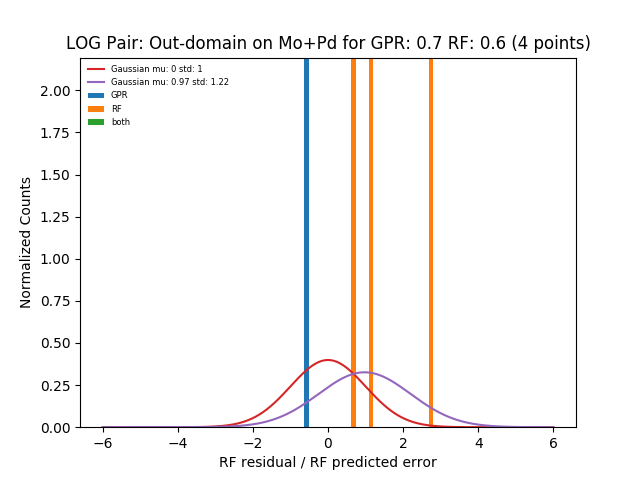 LOG Pair: Out-domain on Mo+Pd for GPR: 0.7 RF: 0.6 (4 points)
Gaussian mu: 0 std: 1
Gaussian mu: 0.97 std: 1.22
GPR
RF
both
Normalized Counts
2.00
1.75
1.50
1.25
1.00
0.75
0.50
0.25
0.00
−6
−4
−2
0
2
4
6
RF residual / RF predicted error